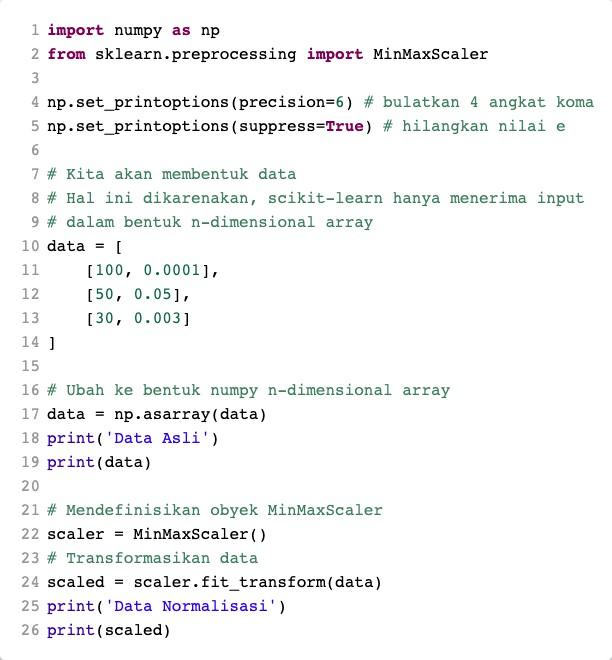 1 import numpy as np
2 from sklearn.preprocessing import MinMaxScaler
3
4 np.set_printoptions(precision=6) # bulatkan 4 angkat koma
5 np.set_printoptions(suppress=True) # hilangkan nilai e
6
7 # Kita akan membentuk data
8 # Hal ini dikarenakan, scikit-learn hanya menerima input
9 # dalam bentuk n-dimensional array
10 data = [
11     [100, 0.0001],
12     [50, 0.05],
13     [30, 0.003]
14 ]
15
16 # Ubah ke bentuk numpy n-dimensional array
17 data = np.asarray(data)
18 print('Data Asli')
19 print(data)
20
21 # Mendefinisikan obyek MinMaxScaler
22 scaler = MinMaxScaler()
23 # Transformasikan data
24 scaled = scaler.fit_transform(data)
25 print('Data Normalisasi')
26 print(scaled)